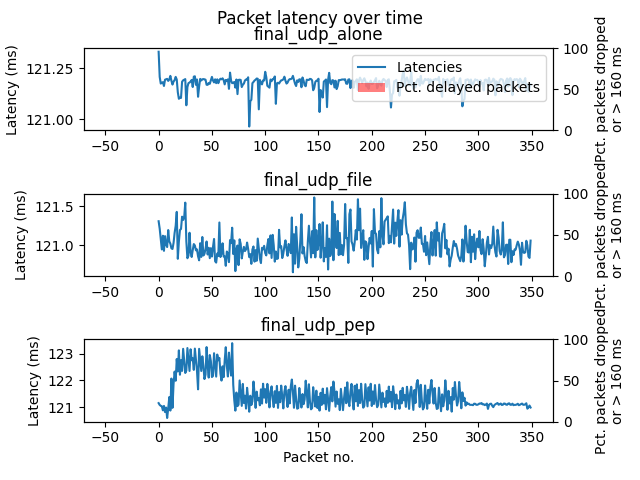 Packet latency over time
final_udp_alone
Latency (ms)
121.25
121.00
Latencies
Pct. delayed packets
100
50
0
Pct. packets dropped
or > 160 ms
−50
0
50
100
150
200
250
300
350
final_udp_file
Latency (ms)
121.5
121.0
100
50
0
Pct. packets dropped
or > 160 ms
−50
0
50
100
150
200
250
300
350
final_udp_pep
Latency (ms)
123
122
121
100
50
0
Pct. packets dropped
or > 160 ms
−50
0
50
100
150
200
250
300
350
Packet no.